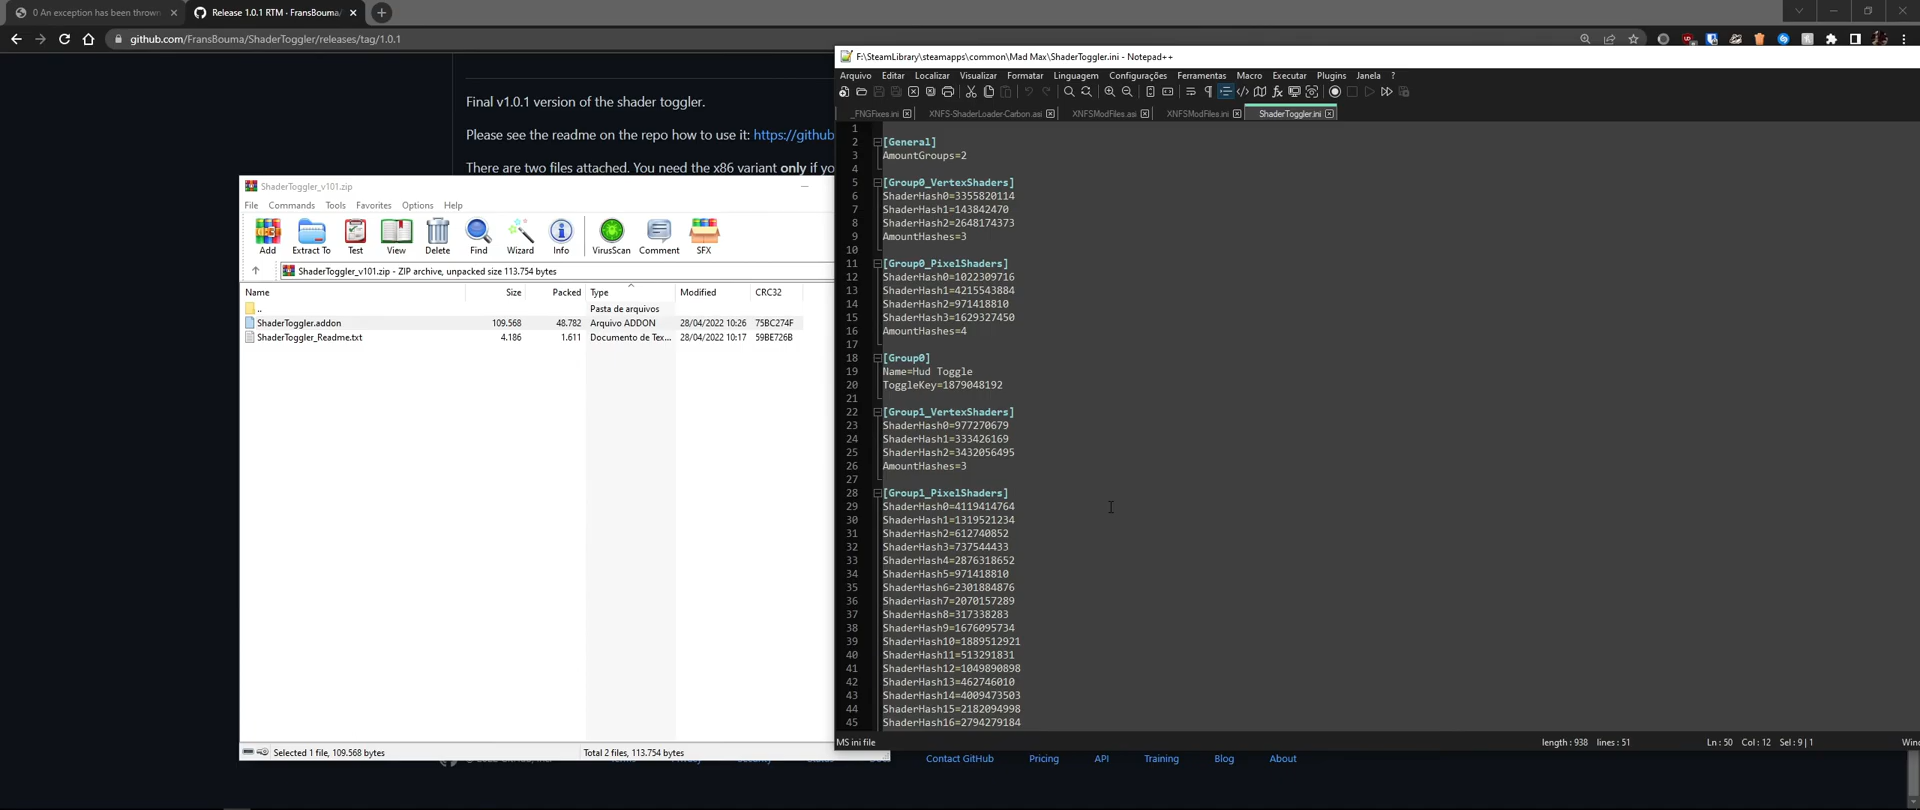 0 An exception has been thrown
Release 1.0.1 RTM · FransBouma/
github.com/FransBouma/ShaderToggler/releases/tag/1.0.1
Final v1.0.1 version of the shader toggler.
Please see the readme on the repo how to use it: https://github
There are two files attached. You need the x86 variant only if yo
ShaderToggler_v101.zip
File Commands Tools Favorites Options Help
Add Extract To Test View Delete Find Wizard Info VirusScan Comment SFX
ShaderToggler_v101.zip - ZIP archive, unpacked size 113.754 bytes
Name Size Packed Type Modified CRC32
.. Pasta de arquivos
ShaderToggler.addon 109.568 48.782 Arquivo ADDON 28/04/2022 10:26 75BC274F
ShaderToggler_Readme.txt 4.186 1.611 Documento de Tex... 28/04/2022 10:17 59BE726B
Selected 1 file, 109.568 bytes Total 2 files, 113.754 bytes
F:\SteamLibrary\steamapps\common\Mad Max\ShaderToggler.ini - Notepad++
Arquivo Editar Localizar Visualizar Formatar Linguagem Configurações Ferramentas Macro Executar Plugins Janela ?
_FNGFixes.ini XNFS-ShaderLoader-Carbon.asi XNFSModFiles.asi XNFSModFiles.ini ShaderToggler.ini
1
2 [General]
3 AmountGroups=2
4
5 [Group0_VertexShaders]
6 ShaderHash0=3355820114
7 ShaderHash1=143842470
8 ShaderHash2=2648174373
9 AmountHashes=3
10
11 [Group0_PixelShaders]
12 ShaderHash0=1022309716
13 ShaderHash1=4215543884
14 ShaderHash2=971418810
15 ShaderHash3=1629327450
16 AmountHashes=4
17
18 [Group0]
19 Name=Hud Toggle
20 ToggleKey=1879048192
21
22 [Group1_VertexShaders]
23 ShaderHash0=977270679
24 ShaderHash1=333426169
25 ShaderHash2=3432056495
26 AmountHashes=3
27
28 [Group1_PixelShaders]
29 ShaderHash0=4119414764
30 ShaderHash1=1319521234
31 ShaderHash2=612740852
32 ShaderHash3=737544433
33 ShaderHash4=2876318652
34 ShaderHash5=971418810
35 ShaderHash6=2301884876
36 ShaderHash7=2070157289
37 ShaderHash8=317338283
38 ShaderHash9=1676095734
39 ShaderHash10=1889512921
40 ShaderHash11=513291831
41 ShaderHash12=1049890898
42 ShaderHash13=462746010
43 ShaderHash14=4009473503
44 ShaderHash15=2182094998
45 ShaderHash16=2794279184
MS ini file length : 938 lines : 51 Ln : 50 Col : 12 Sel : 9 | 1 Win
Contact GitHub Pricing API Training Blog About